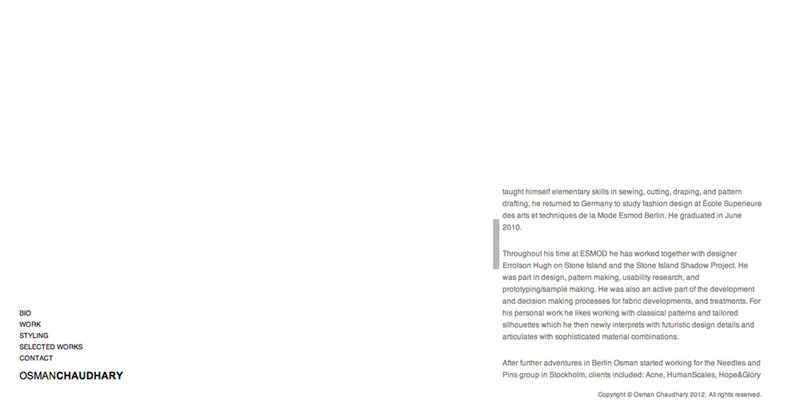 taught himself elementary skills in sewing, cutting, draping, and pattern
drafting, he returned to Germany to study fashion design at École Superieure
des arts et techniques de la Mode Esmod Berlin. He graduated in June
2010.
Throughout his time at ESMOD he has worked together with designer
Errolson Hugh on Stone Island and the Stone Island Shadow Project. He
was part in design, pattern making, usability research, and
prototyping/sample making. He was also an active part of the development
and decision making processes for fabric developments, and treatments. For
his personal work he likes working with classical patterns and tailored
silhouettes which he then newly interprets with futuristic design details and
articulates with sophisticated material combinations.
After further adventures in Berlin Osman started working for the Needles and
Pins group in Stockholm, clients included: Acne, HumanScales, Hope&Glory
BIO
WORK
STYLING
SELECTED WORKS
CONTACT
OSMANCHAUDHARY
Copyright © Osman Chaudhary 2012. All rights reserved.